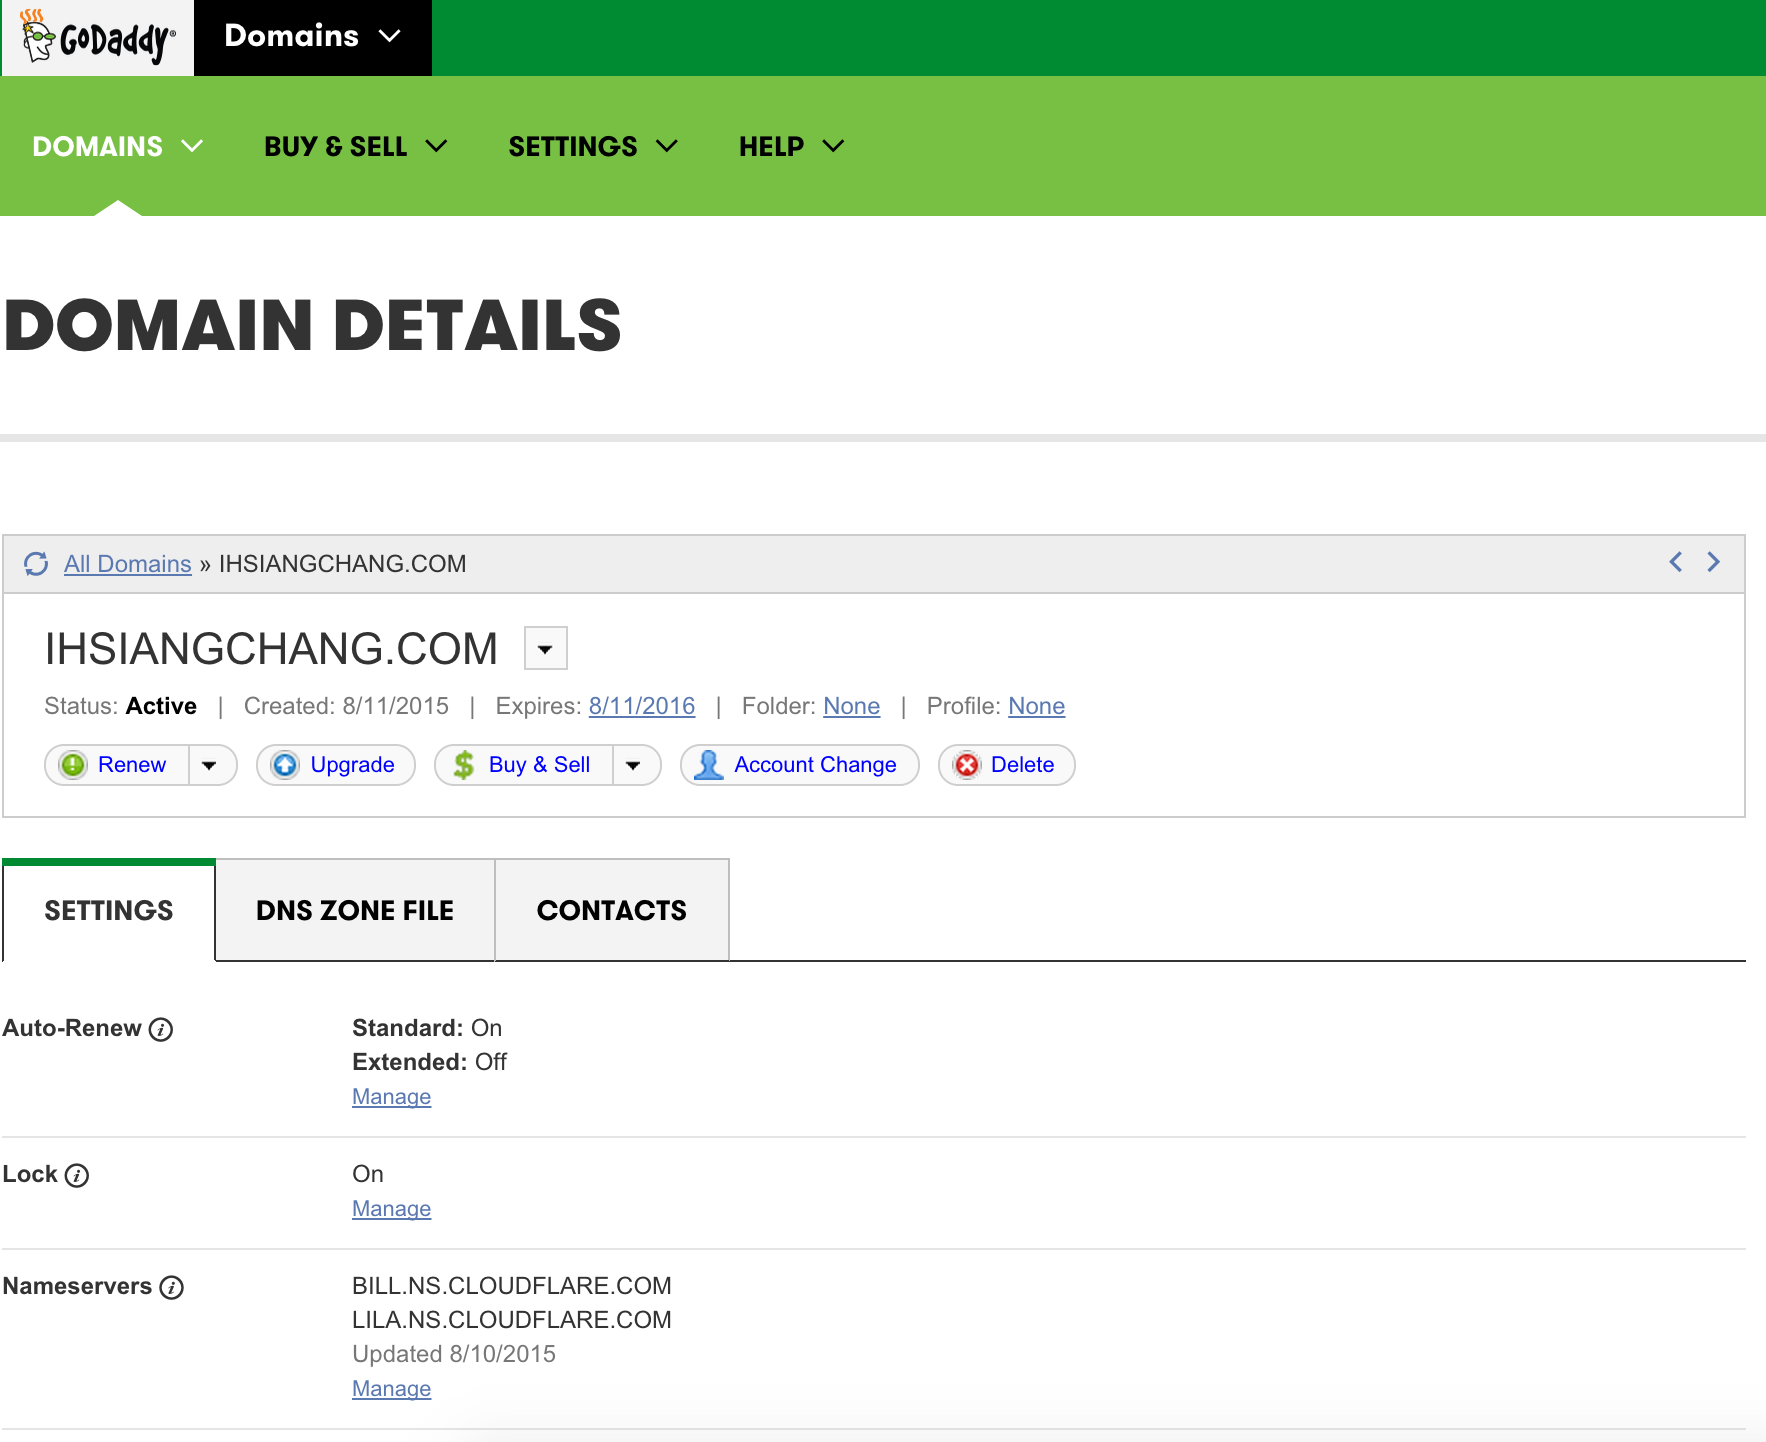 GoDaddy®
Domains
DOMAINS BUY & SELL SETTINGS HELP
DOMAIN DETAILS
All Domains » IHSIANGCHANG.COM
IHSIANGCHANG.COM
Status: Active | Created: 8/11/2015 | Expires: 8/11/2016 | Folder: None | Profile: None
Renew Upgrade Buy & Sell Account Change Delete
SETTINGS DNS ZONE FILE CONTACTS
Auto-Renew Standard: On
Extended: Off
Manage
Lock On
Manage
Nameservers BILL.NS.CLOUDFLARE.COM
LILA.NS.CLOUDFLARE.COM
Updated 8/10/2015
Manage